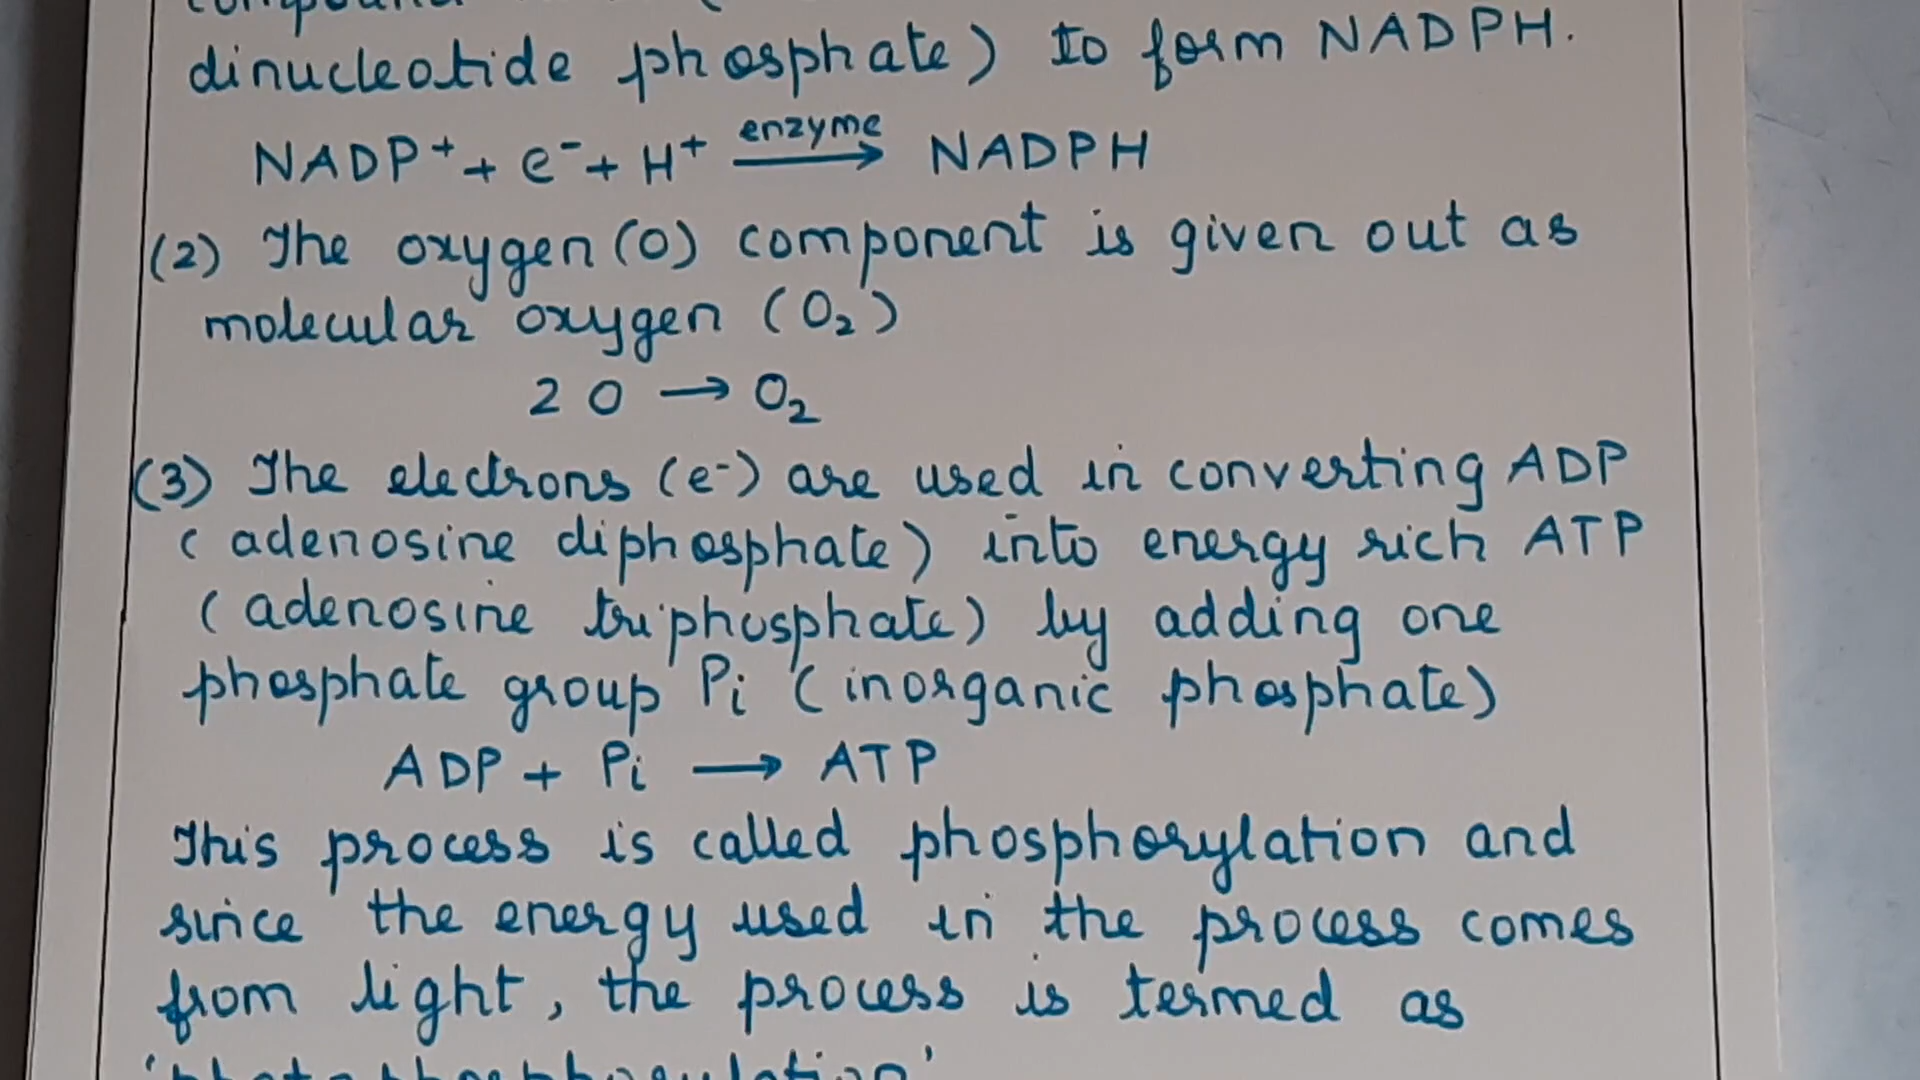 compound
dinucleotide phosphate) to form NADPH.
NADP⁺ + e⁻ + H⁺ —enzyme→ NADPH
(2) The oxygen (O) component is given out as
molecular oxygen (O₂)
2 O → O₂
(3) The electrons (e⁻) are used in converting ADP
(adenosine diphosphate) into energy rich ATP
(adenosine triphosphate) by adding one
phosphate group Pi (inorganic phosphate)
ADP + Pi → ATP
This process is called phosphorylation and
since the energy used in the process comes
from light, the process is termed as
'photophosphorylation'